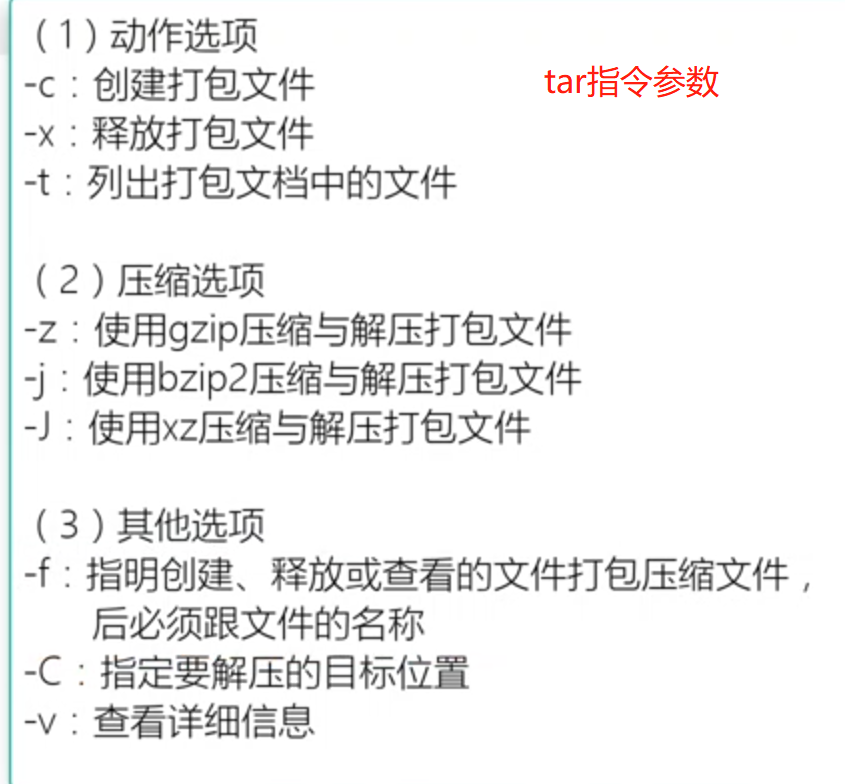 （1）动作选项
-c：创建打包文件
tar指令参数
-x：释放打包文件
-t：列出打包文档中的文件
（2）压缩选项
-z：使用gzip压缩与解压打包文件
-j：使用bzip2压缩与解压打包文件
-J：使用xz压缩与解压打包文件
（3）其他选项
-f：指明创建、释放或查看的文件打包压缩文件，
后必须跟文件的名称
-C：指定要解压的目标位置
-v：查看详细信息